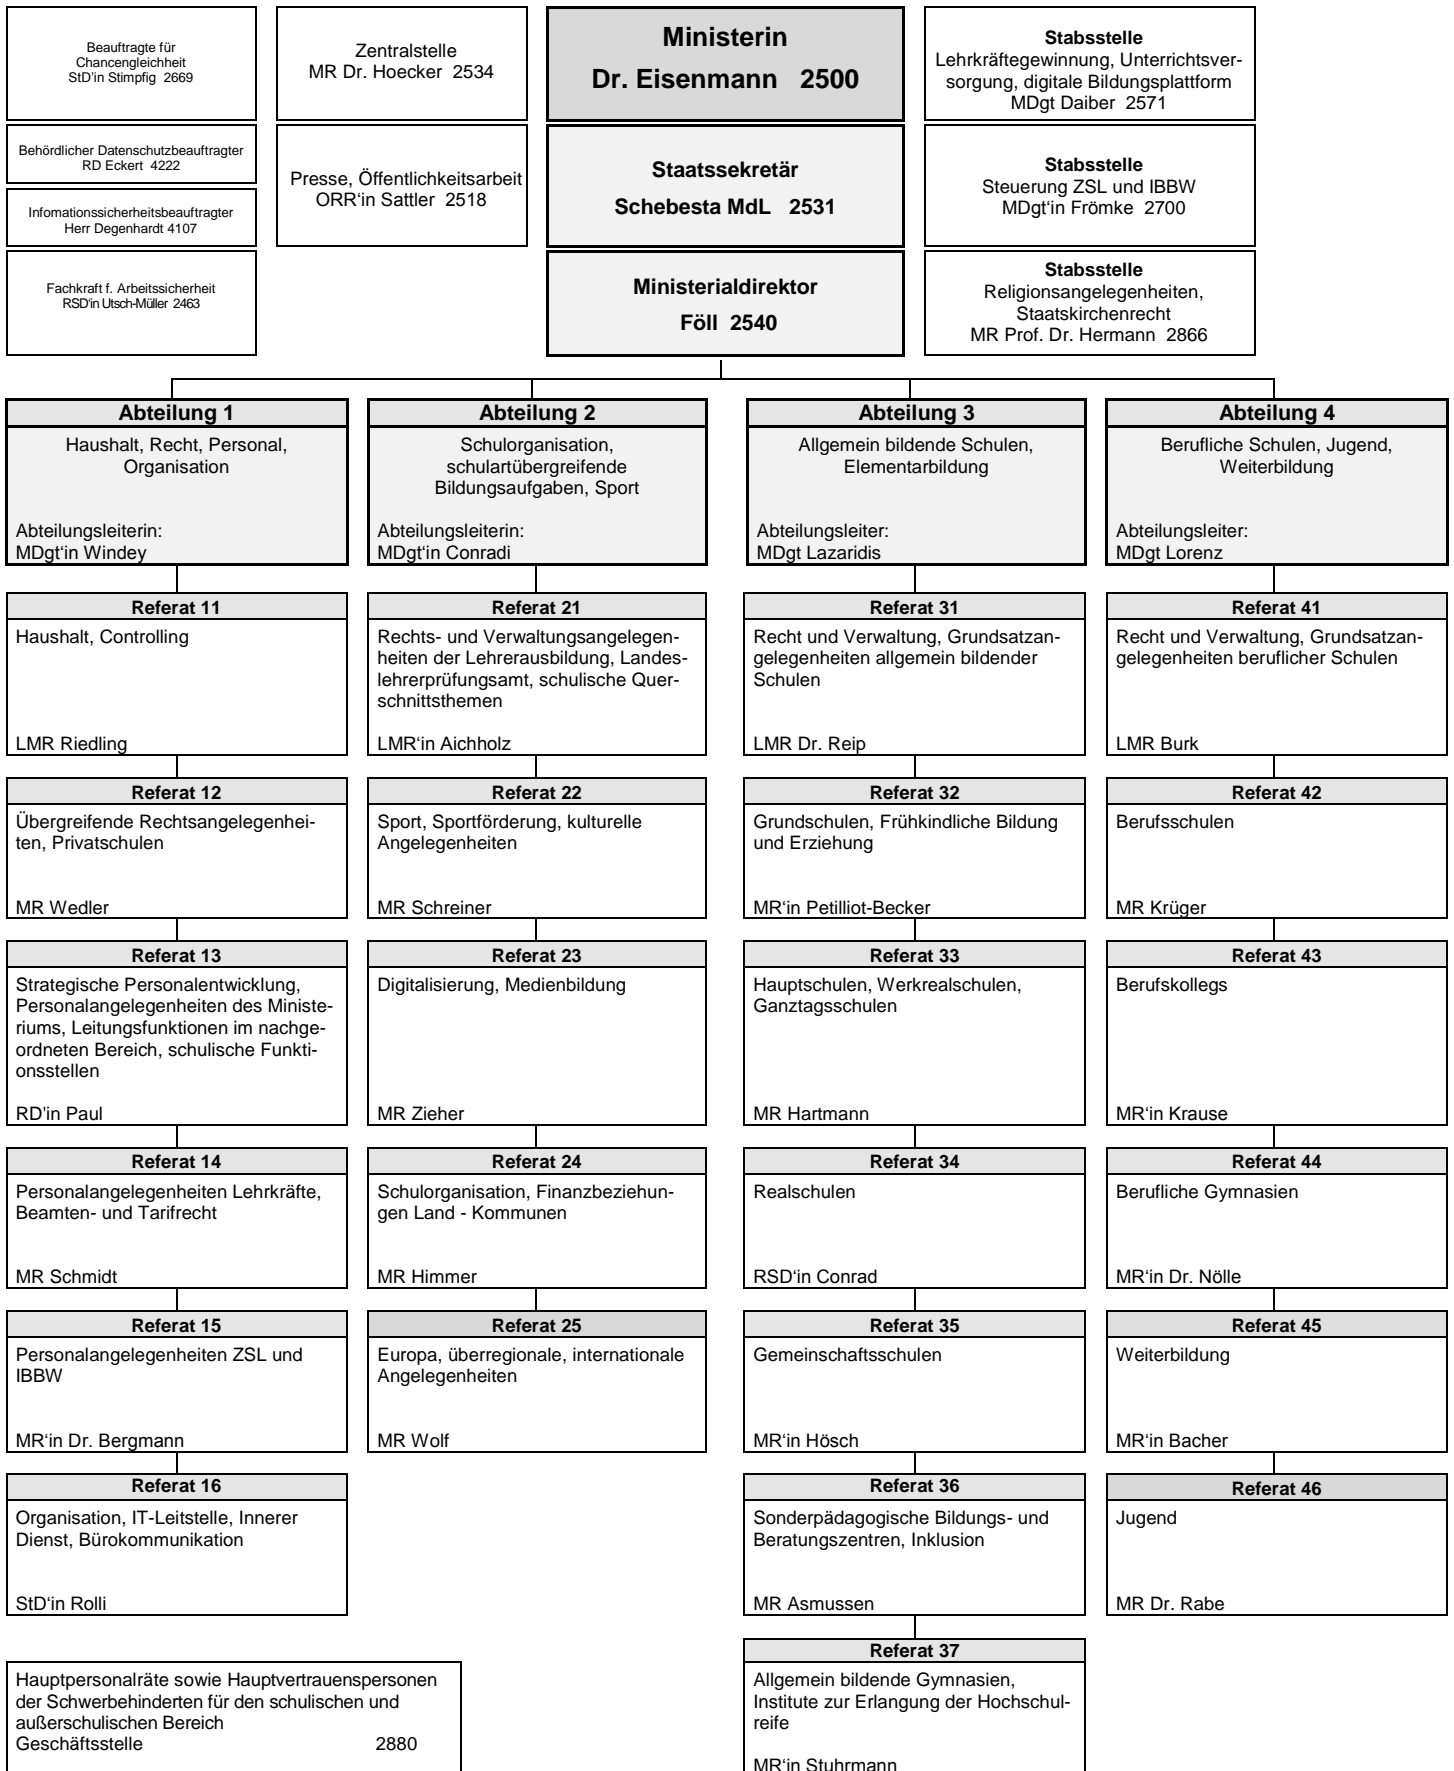 Beauftragte für
Chancengleichheit
StD'in Stimpfig 2669
Behördlicher Datenschutzbeauftragter
RD Eckert 4222
Infomationssicherheitsbeauftragter
Herr Degenhardt 4107
Fachkraft f. Arbeitssicherheit
RSD'in Utsch-Müller 2463
Zentralstelle
MR Dr. Hoecker 2534
Presse, Öffentlichkeitsarbeit
ORR'in Sattler 2518
Ministerin
Dr. Eisenmann 2500
Staatssekretär
Schebesta MdL 2531
Ministerialdirektor
Föll 2540
Stabsstelle
Lehrkräftegewinnung, Unterrichtsver-
sorgung, digitale Bildungsplattform
MDgt Daiber 2571
Stabsstelle
Steuerung ZSL und IBBW
MDgt'in Frömke 2700
Stabsstelle
Religionsangelegenheiten,
Staatskirchenrecht
MR Prof. Dr. Hermann 2866
Abteilung 1
Haushalt, Recht, Personal,
Organisation
Abteilungsleiterin:
MDgt'in Windey
Referat 11
Haushalt, Controlling
LMR Riedling
Referat 12
Übergreifende Rechtsangelegenhei-
ten, Privatschulen
MR Wedler
Referat 13
Strategische Personalentwicklung,
Personalangelegenheiten des Ministe-
riums, Leitungsfunktionen im nachge-
ordneten Bereich, schulische Funkti-
onsstellen
RD'in Paul
Referat 14
Personalangelegenheiten Lehrkräfte,
Beamten- und Tarifrecht
MR Schmidt
Referat 15
Personalangelegenheiten ZSL und
IBBW
MR'in Dr. Bergmann
Referat 16
Organisation, IT-Leitstelle, Innerer
Dienst, Bürokommunikation
StD'in Rolli
Hauptpersonalräte sowie Hauptvertrauenspersonen
der Schwerbehinderten für den schulischen und
außerschulischen Bereich
Geschäftsstelle 2880
Abteilung 2
Schulorganisation,
schulartübergreifende
Bildungsaufgaben, Sport
Abteilungsleiterin:
MDgt'in Conradi
Referat 21
Rechts- und Verwaltungsangelegen-
heiten der Lehrerausbildung, Landes-
lehrerprüfungsamt, schulische Quer-
schnittsthemen
LMR'in Aichholz
Referat 22
Sport, Sportförderung, kulturelle
Angelegenheiten
MR Schreiner
Referat 23
Digitalisierung, Medienbildung
MR Zieher
Referat 24
Schulorganisation, Finanzbeziehun-
gen Land - Kommunen
MR Himmer
Referat 25
Europa, überregionale, internationale
Angelegenheiten
MR Wolf
Abteilung 3
Allgemein bildende Schulen,
Elementarbildung
Abteilungsleiter:
MDgt Lazaridis
Referat 31
Recht und Verwaltung, Grundsatzan-
gelegenheiten allgemein bildender
Schulen
LMR Dr. Reip
Referat 32
Grundschulen, Frühkindliche Bildung
und Erziehung
MR'in Petilliot-Becker
Referat 33
Hauptschulen, Werkrealschulen,
Ganztagsschulen
MR Hartmann
Referat 34
Realschulen
RSD'in Conrad
Referat 35
Gemeinschaftsschulen
MR'in Hösch
Referat 36
Sonderpädagogische Bildungs- und
Beratungszentren, Inklusion
MR Asmussen
Referat 37
Allgemein bildende Gymnasien,
Institute zur Erlangung der Hochschul-
reife
MR'in Stuhrmann
Abteilung 4
Berufliche Schulen, Jugend,
Weiterbildung
Abteilungsleiter:
MDgt Lorenz
Referat 41
Recht und Verwaltung, Grundsatzan-
gelegenheiten beruflicher Schulen
LMR Burk
Referat 42
Berufsschulen
MR Krüger
Referat 43
Berufskollegs
MR'in Krause
Referat 44
Berufliche Gymnasien
MR'in Dr. Nölle
Referat 45
Weiterbildung
MR'in Bacher
Referat 46
Jugend
MR Dr. Rabe